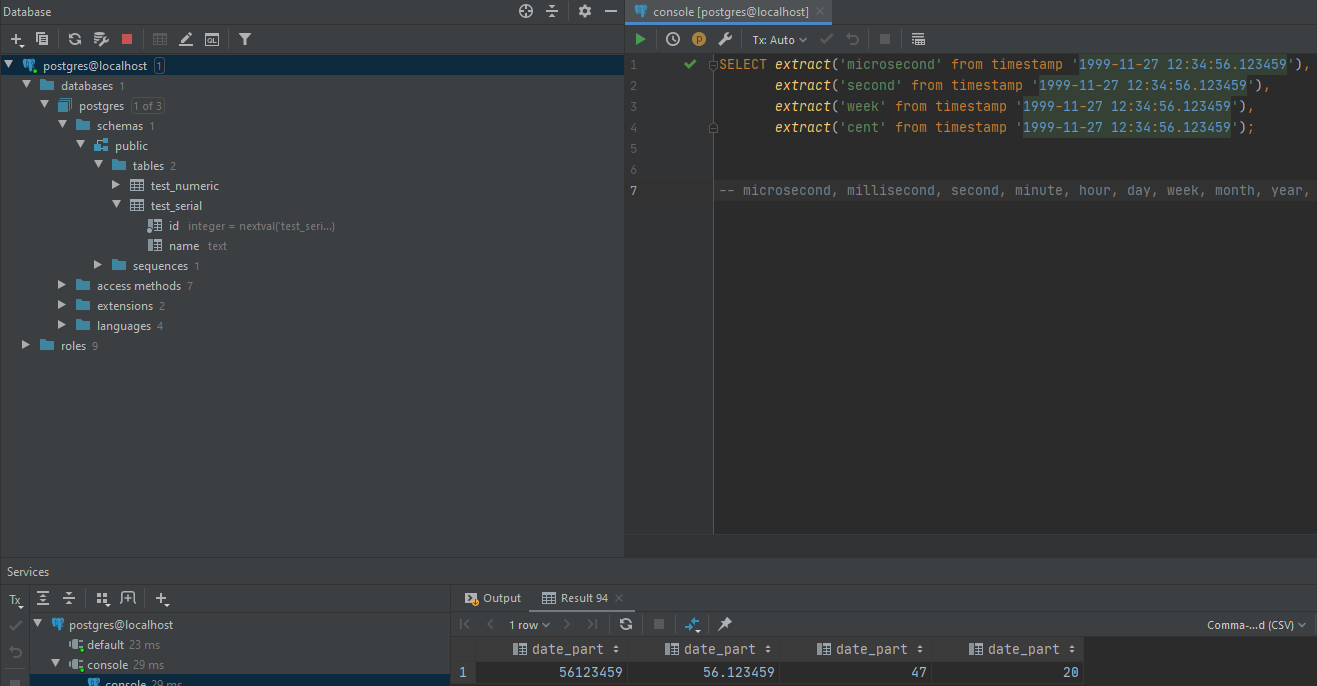 Database
postgres@localhost 1
databases 1
postgres 1 of 3
schemas 1
public
tables 2
test_numeric
test_serial
id integer = nextval('test_seri...)
name text
sequences 1
access methods 7
extensions 2
languages 4
roles 9
console [postgres@localhost]
Tx: Auto
1 SELECT extract('microsecond' from timestamp '1999-11-27 12:34:56.123459'),
2 extract('second' from timestamp '1999-11-27 12:34:56.123459'),
3 extract('week' from timestamp '1999-11-27 12:34:56.123459'),
4 extract('cent' from timestamp '1999-11-27 12:34:56.123459');
5
6
7 -- microsecond, millisecond, second, minute, hour, day, week, month, year,
Services
Tx
postgres@localhost
default 23 ms
console 29 ms
console 29 ms
Output Result 94
1 row Comma-...d (CSV)
date_part date_part date_part date_part
1 56123459 56.123459 47 20